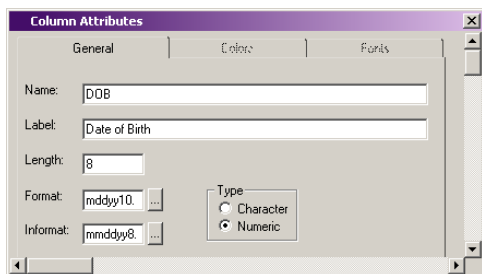 Column Attributes
General Colors Fonts
Name: DOB
Label: Date of Birth
Length: 8
Format: mddyy10. ...
Type
Character
Numeric
Informat: mmddyy8. ...